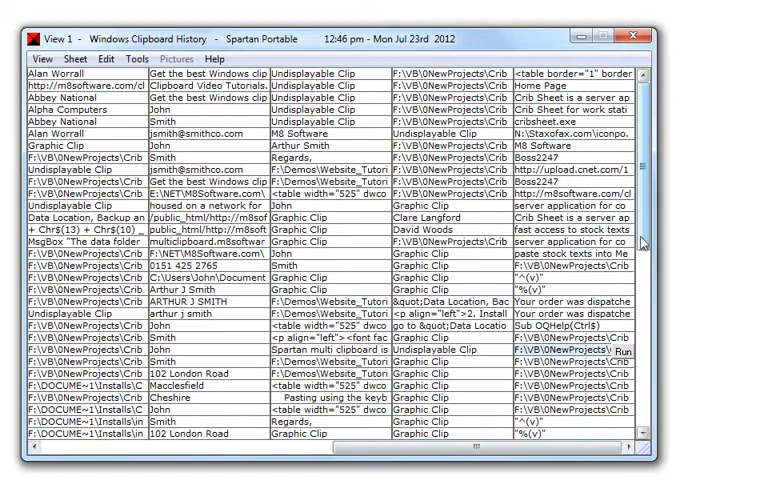 View 1 - Windows Clipboard History - Spartan Portable 12:46 pm - Mon Jul 23rd 2012
View Sheet Edit Tools Pictures Help
Alan Worrall Get the best Windows clip Undisplayable Clip F:\VB\0NewProjects\Crib <table border="1" border
http://m8software.com/cl Clipboard Video Tutorials. Undisplayable Clip F:\VB\0NewProjects\Crib Home Page
Abbey National Get the best Windows clip Undisplayable Clip F:\VB\0NewProjects\Crib Crib Sheet is a server ap
Alpha Computers John Undisplayable Clip F:\VB\0NewProjects\Crib Crib Sheet for work stati
Abbey National Smith Undisplayable Clip F:\VB\0NewProjects\Crib cribsheet.exe
Alan Worrall jsmith@smithco.com M8 Software Undisplayable Clip N:\Staxofax.com\iconpo.
Graphic Clip John Arthur Smith F:\VB\0NewProjects\Crib M8 Software
F:\VB\0NewProjects\Crib Smith Regards, F:\VB\0NewProjects\Crib Boss2247
Undisplayable Clip jsmith@smithco.com F:\Demos\Website_Tutori F:\VB\0NewProjects\Crib http://upload.cnet.com/1
F:\VB\0NewProjects\Crib Get the best Windows clip F:\Demos\Website_Tutori F:\VB\0NewProjects\Crib Boss2247
F:\VB\0NewProjects\Crib E:\NET\M8Software.com\ <table width="525" dwco F:\VB\0NewProjects\Crib http://m8software.com/cl
Undisplayable Clip housed on a network for John F:\VB\0NewProjects\Crib server application for co
Data Location, Backup an /public_html/http://m8sof Graphic Clip Clare Langford Crib Sheet is a server ap
+ Chr$(13) + Chr$(10) _ public_html/http://m8soft Graphic Clip David Woods fast access to stock texts
MsgBox "The data folder multiclipboard.m8softwar Graphic Clip F:\VB\0NewProjects\Crib server application for co
F:\VB\0NewProjects\Crib F:\NET\M8Software.com\ John Graphic Clip paste stock texts into Me
F:\VB\0NewProjects\Crib 0151 425 2765 Smith Graphic Clip F:\VB\0NewProjects\Crib
F:\VB\0NewProjects\Crib C:\Users\John\Document Graphic Clip Graphic Clip "^(v)"
F:\VB\0NewProjects\Crib Arthur J Smith Graphic Clip Graphic Clip "%(v)"
F:\VB\0NewProjects\Crib ARTHUR J SMITH F:\Demos\Website_Tutori &quot;Data Location, Bac Your order was dispatche
Undisplayable Clip arthur j smith F:\Demos\Website_Tutori <p align="left">2. Install Your order was dispatche
F:\VB\0NewProjects\Crib John <table width="525" dwco go to &quot;Data Locatio Sub OQHelp(Ctrl$)
F:\VB\0NewProjects\Crib Smith <p align="left"><font fac Graphic Clip F:\VB\0NewProjects\Crib
F:\VB\0NewProjects\Crib John Spartan multi clipboard is Undisplayable Clip F:\VB\0NewProjects\ Run
F:\VB\0NewProjects\Crib Smith F:\Demos\Website_Tutori Graphic Clip F:\VB\0NewProjects\Crib
F:\VB\0NewProjects\Crib 102 London Road F:\Demos\Website_Tutori Graphic Clip F:\VB\0NewProjects\Crib
F:\DOCUME~1\Installs\C Macclesfield <table width="525" dwco Graphic Clip F:\VB\0NewProjects\Crib
F:\VB\0NewProjects\Crib Cheshire Pasting using the keyb Graphic Clip F:\VB\0NewProjects\Crib
F:\DOCUME~1\Installs\C John <table width="525" dwco Graphic Clip F:\VB\0NewProjects\Crib
F:\DOCUME~1\Installs\in Smith Regards, Graphic Clip "^(v)"
F:\DOCUME~1\Installs\in 102 London Road Graphic Clip Graphic Clip "%(v)"